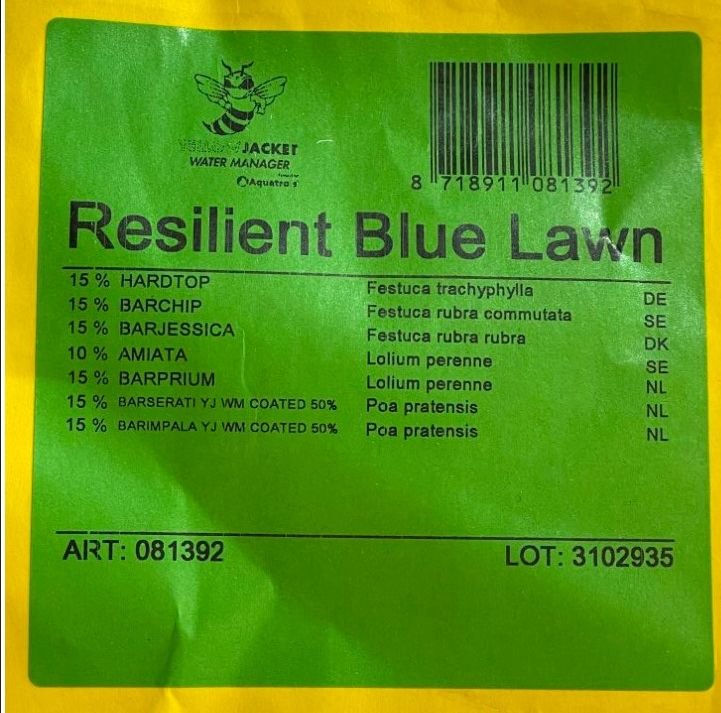 YELLOW JACKET
WATER MANAGER
Aquatrols
8 718911 081392
Resilient Blue Lawn
15 % HARDTOP Festuca trachyphylla DE
15 % BARCHIP Festuca rubra commutata SE
15 % BARJESSICA Festuca rubra rubra DK
10 % AMIATA Lolium perenne SE
15 % BARPRIUM Lolium perenne NL
15 % BARSERATI YJ WM COATED 50% Poa pratensis NL
15 % BARIMPALA YJ WM COATED 50% Poa pratensis NL
ART: 081392 LOT: 3102935